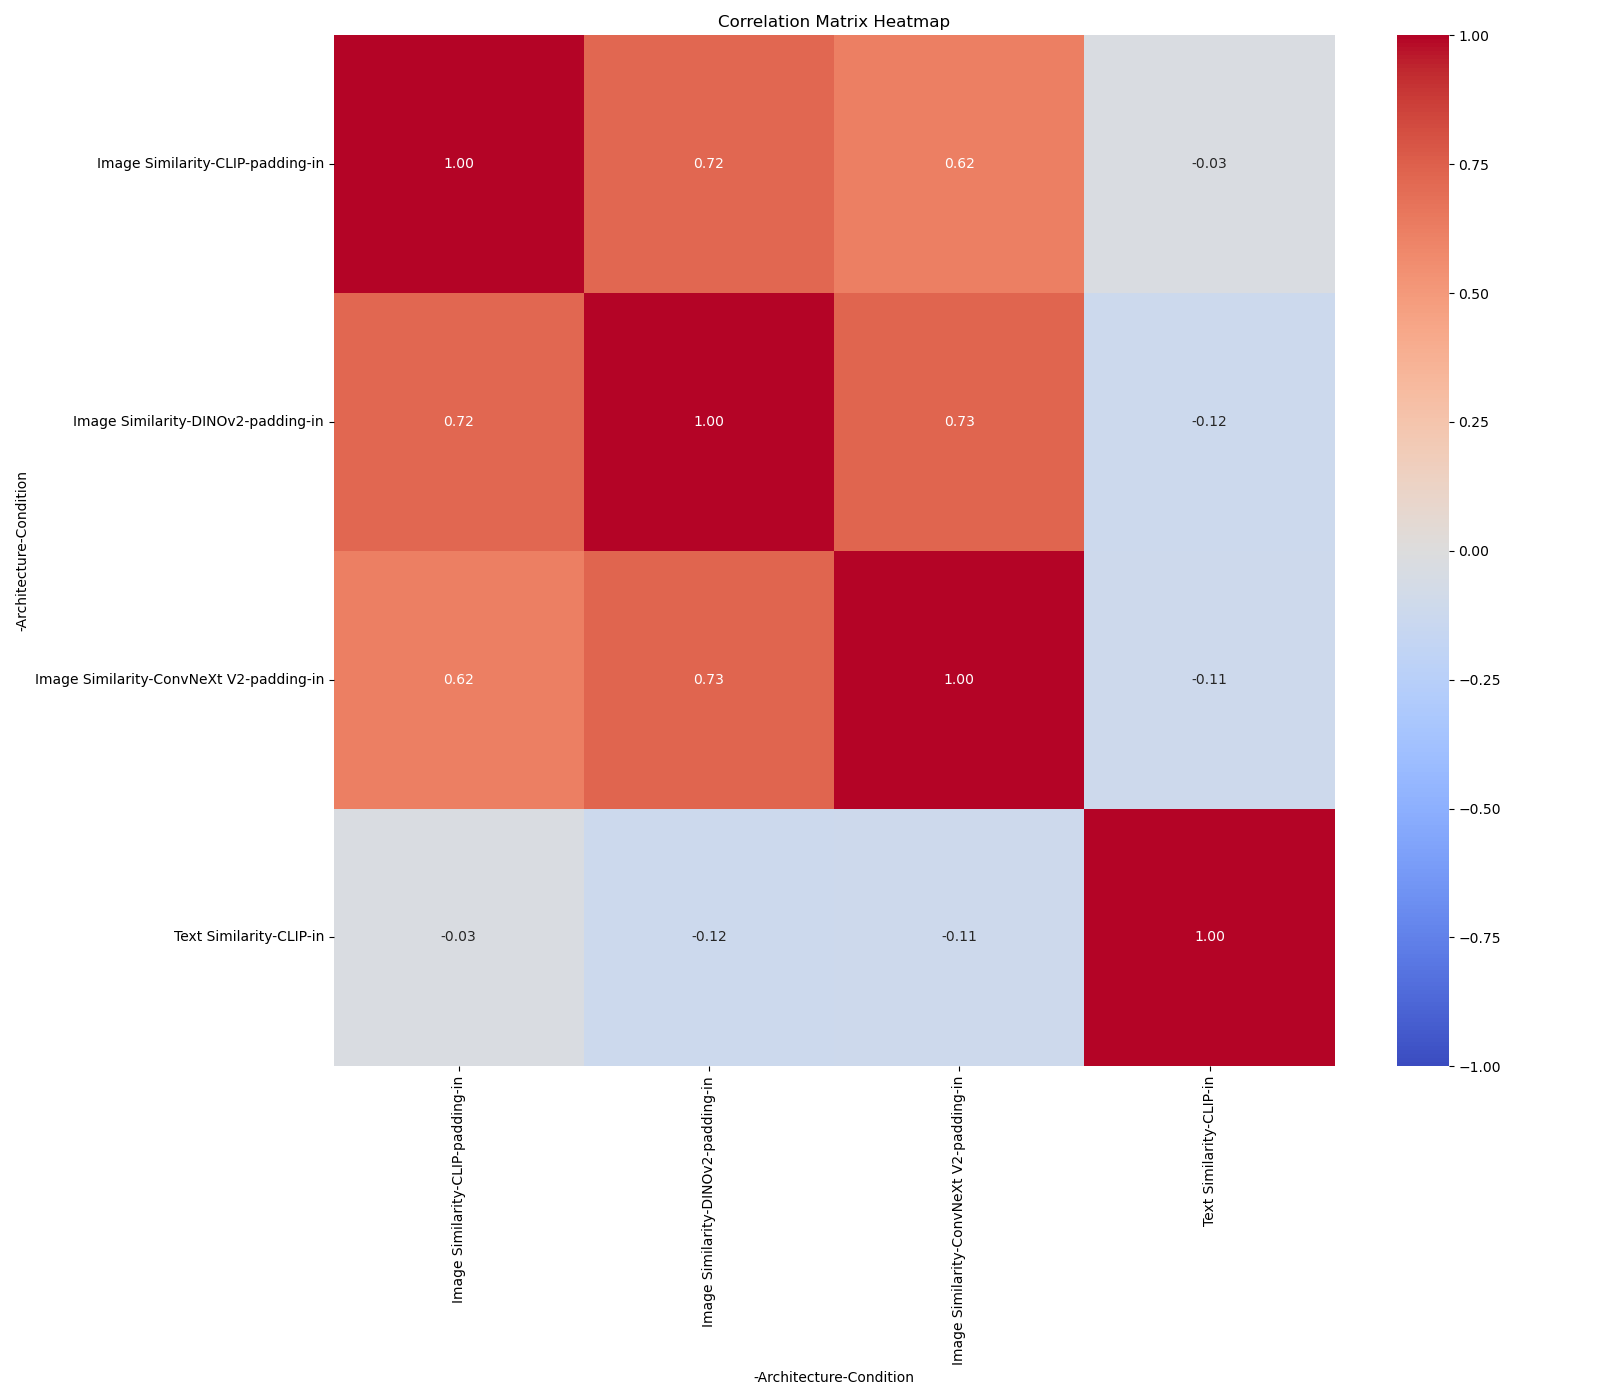 Correlation Matrix Heatmap
-Architecture-Condition
Image Similarity-CLIP-padding-in
1.00 0.72 0.62 -0.03
Image Similarity-DINOv2-padding-in
0.72 1.00 0.73 -0.12
Image Similarity-ConvNeXt V2-padding-in
0.62 0.73 1.00 -0.11
Text Similarity-CLIP-in
-0.03 -0.12 -0.11 1.00
Image Similarity-CLIP-padding-in
Image Similarity-DINOv2-padding-in
Image Similarity-ConvNeXt V2-padding-in
Text Similarity-CLIP-in
-Architecture-Condition
1.00
0.75
0.50
0.25
0.00
−0.25
−0.50
−0.75
−1.00